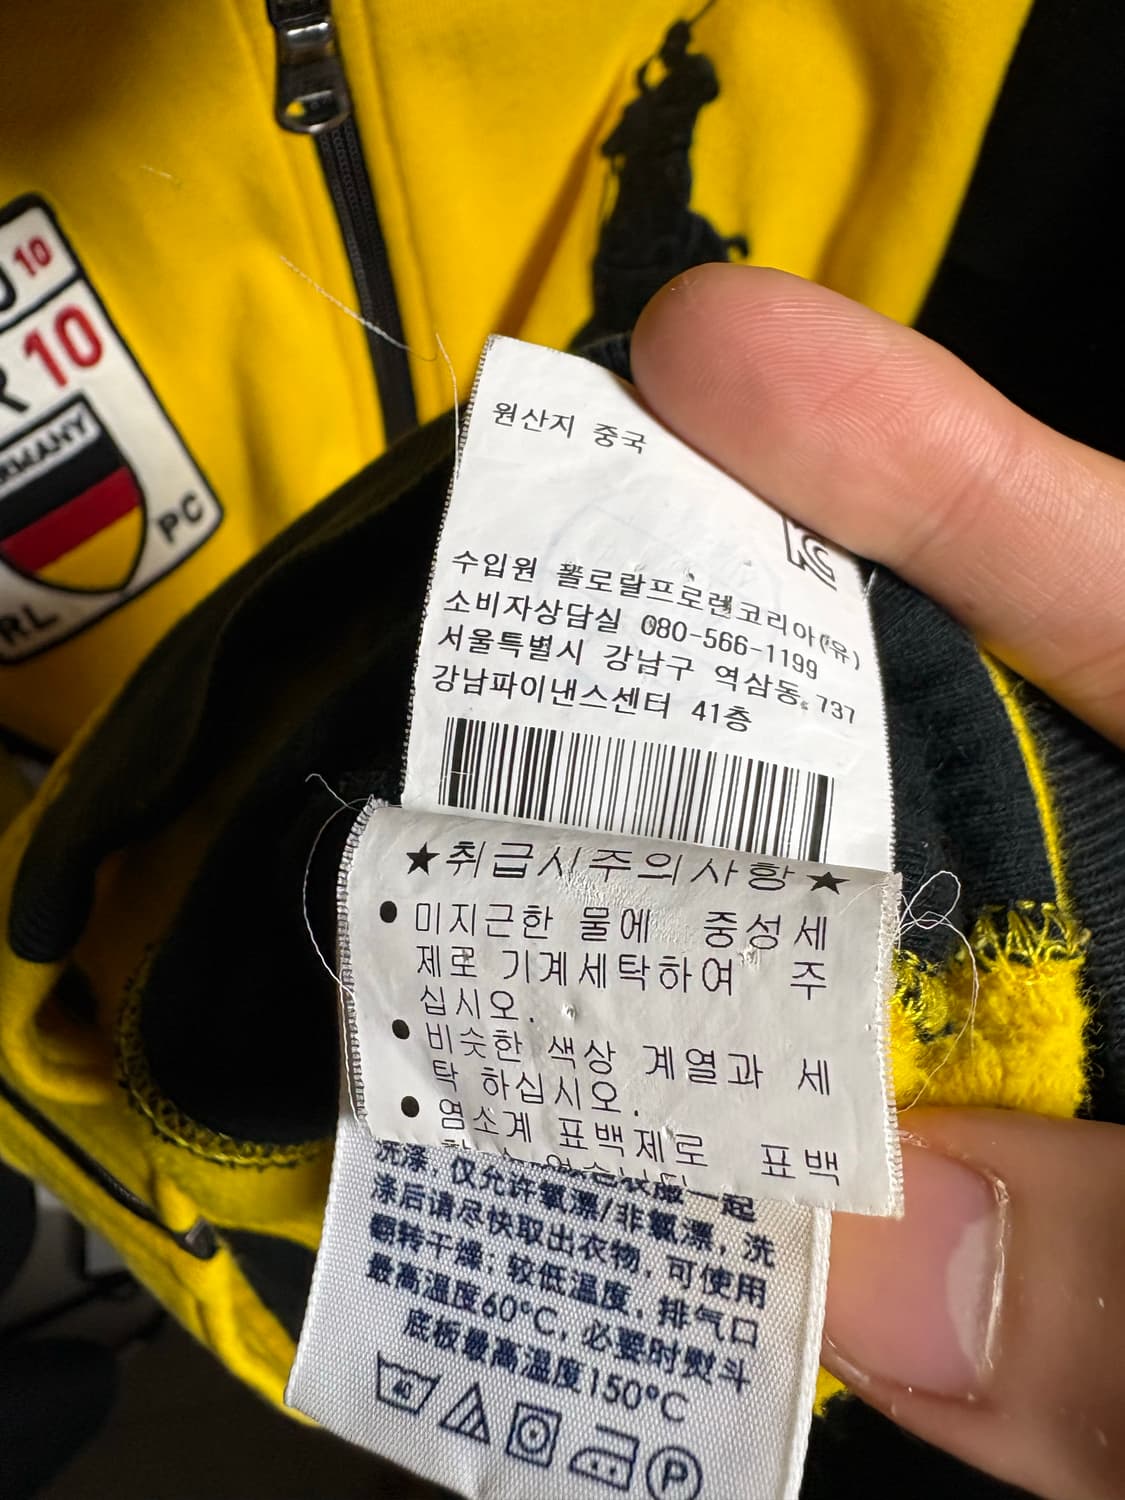 10
R 10
GERMANY
PC
RL
원산지 중국
수입원 폴로랄프로렌코리아(유)
소비자상담실 080-566-1199
서울특별시 강남구 역삼동 737
강남파이낸스센터 41층
★취급시주의사항★
● 미지근한 물에 중성세
제로 기계세탁하여 주
십시오.
● 비슷한 색상 계열과 세
탁 하십시오.
● 염소계 표백제로 표백
洗涤, 仅允许氧漂/非氯漂, 洗
涤后请尽快取出衣物, 可使用
翻转干燥; 较低温度, 排气口
最高温度60°C, 必要时熨斗
底板最高温度150°C
40
P